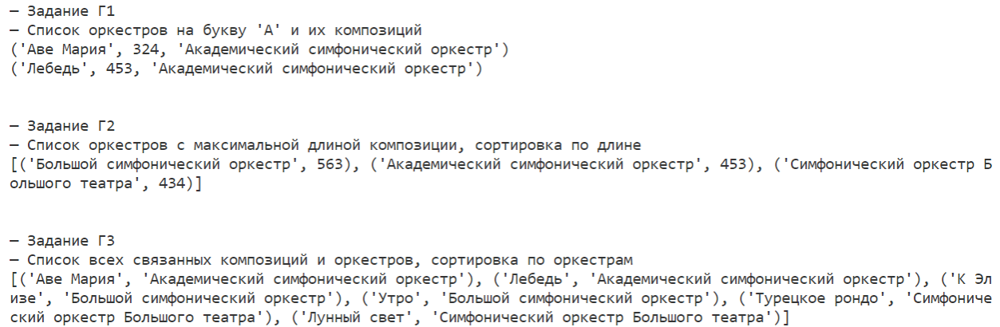 — Задание Г1
— Список оркестров на букву 'А' и их композиций
('Аве Мария', 324, 'Академический симфонический оркестр')
('Лебедь', 453, 'Академический симфонический оркестр')
— Задание Г2
— Список оркестров с максимальной длиной композиции, сортировка по длине
[('Большой симфонический оркестр', 563), ('Академический симфонический оркестр', 453), ('Симфонический оркестр Б
ольшого театра', 434)]
— Задание Г3
— Список всех связанных композиций и оркестров, сортировка по оркестрам
[('Аве Мария', 'Академический симфонический оркестр'), ('Лебедь', 'Академический симфонический оркестр'), ('К Эл
изе', 'Большой симфонический оркестр'), ('Утро', 'Большой симфонический оркестр'), ('Турецкое рондо', 'Симфониче
ский оркестр Большого театра'), ('Лунный свет', 'Симфонический оркестр Большого театра')]